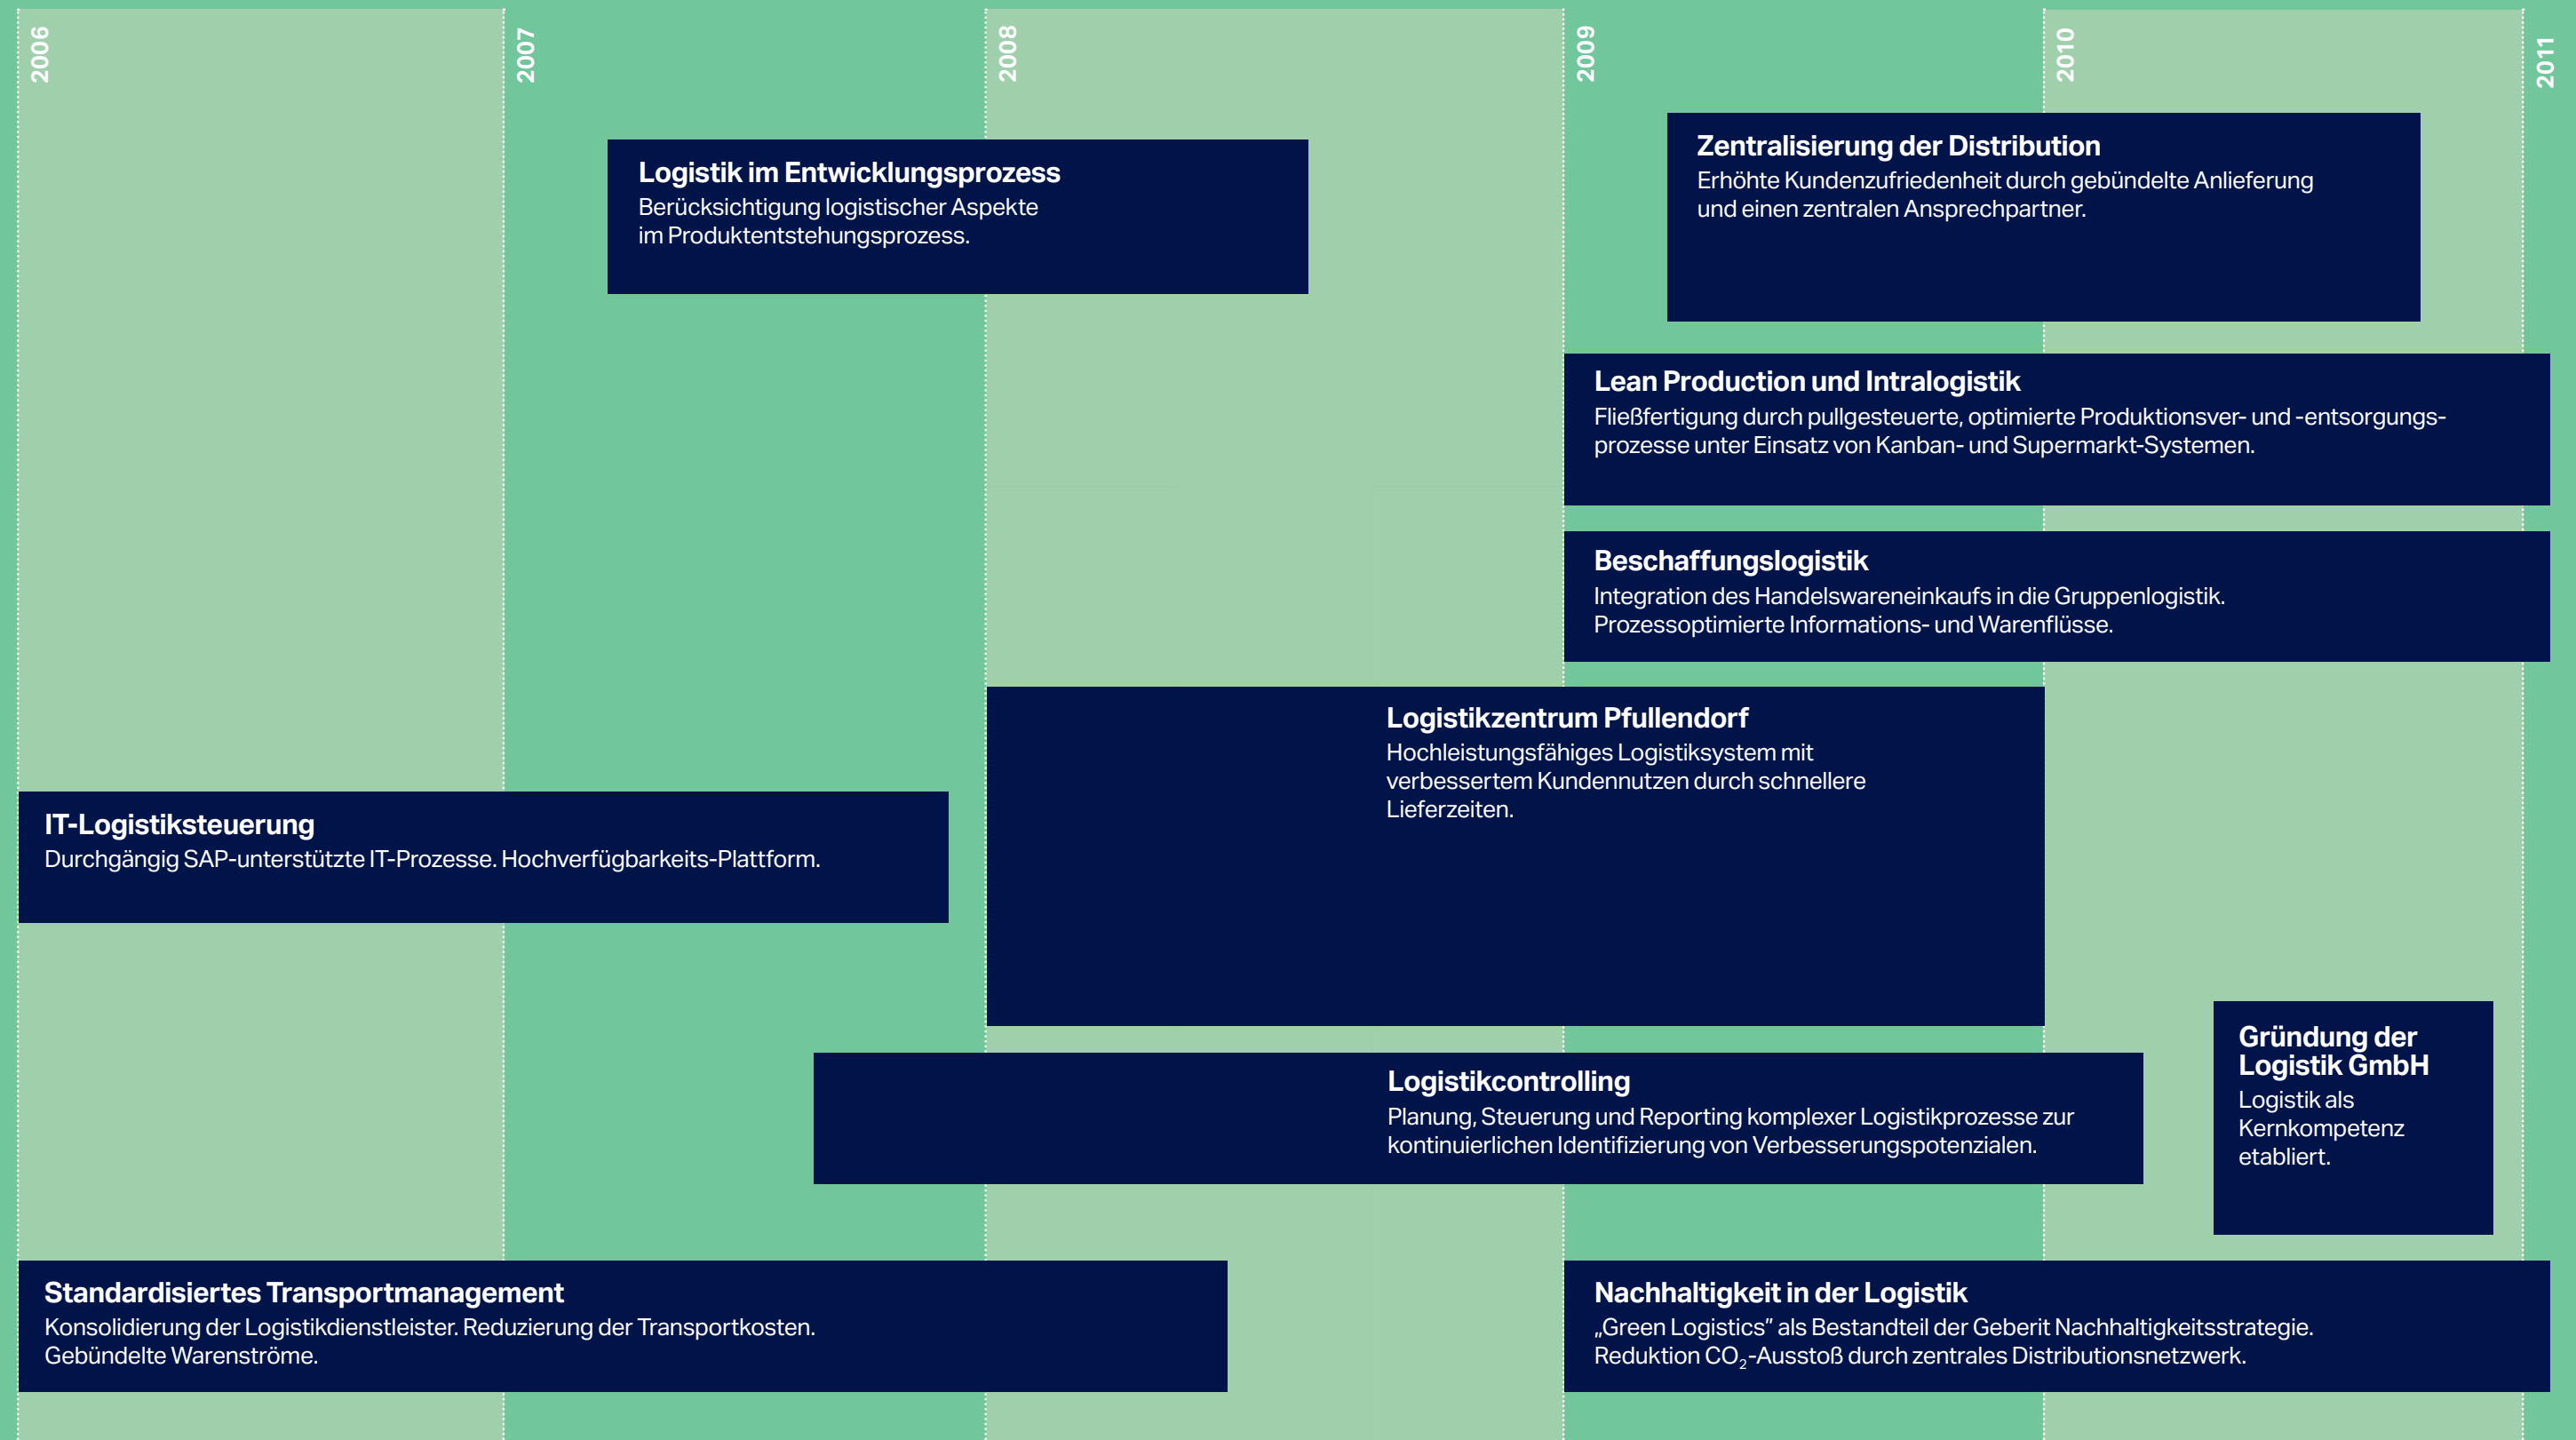 2006
2007
2008
2009
2010
2011
Logistik im Entwicklungsprozess
Berücksichtigung logistischer Aspekte
im Produktentstehungsprozess.
Zentralisierung der Distribution
Erhöhte Kundenzufriedenheit durch gebündelte Anlieferung
und einen zentralen Ansprechpartner.
Lean Production und Intralogistik
Fließfertigung durch pullgesteuerte, optimierte Produktionsver- und -entsorgungs-
prozesse unter Einsatz von Kanban- und Supermarkt-Systemen.
Beschaffungslogistik
Integration des Handelswareneinkaufs in die Gruppenlogistik.
Prozessoptimierte Informations- und Warenflüsse.
Logistikzentrum Pfullendorf
Hochleistungsfähiges Logistiksystem mit
verbessertem Kundennutzen durch schnellere
Lieferzeiten.
IT-Logistiksteuerung
Durchgängig SAP-unterstützte IT-Prozesse. Hochverfügbarkeits-Plattform.
Logistikcontrolling
Planung, Steuerung und Reporting komplexer Logistikprozesse zur
kontinuierlichen Identifizierung von Verbesserungspotenzialen.
Gründung der
Logistik GmbH
Logistik als
Kernkompetenz
etabliert.
Standardisiertes Transportmanagement
Konsolidierung der Logistikdienstleister. Reduzierung der Transportkosten.
Gebündelte Warenströme.
Nachhaltigkeit in der Logistik
„Green Logistics” als Bestandteil der Geberit Nachhaltigkeitsstrategie.
Reduktion CO₂-Ausstoß durch zentrales Distributionsnetzwerk.